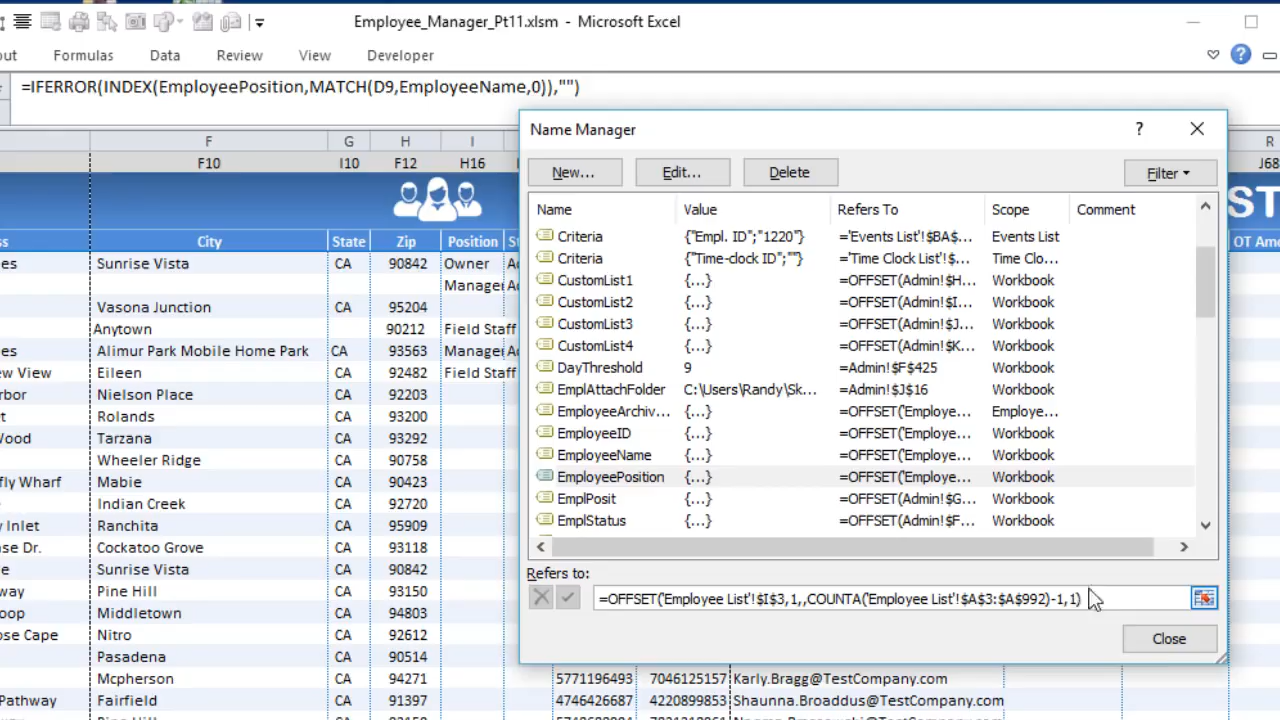 Employee_Manager_Pt11.xlsm - Microsoft Excel
out Formulas Data Review View Developer
=IFERROR(INDEX(EmployeePosition,MATCH(D9,EmployeeName,0)),"")
F G H I R
F10 I10 F12 H16 J68
ST
s City State Zip Position St OT Am
es Sunrise Vista CA 90842 Owner
Manager
Vasona Junction CA 95204
Anytown 90212 Field Staff
es Alimur Park Mobile Home Park CA 93563 Manager
ew View Eileen CA 92482 Field Staff
rbor Nielson Place CA 92203
t Rolands CA 93200
Wood Tarzana CA 93292
Wheeler Ridge CA 90758
fly Wharf Mabie CA 90423
e Indian Creek CA 92720
y Inlet Ranchita CA 95909
se Dr. Cockatoo Grove CA 93118
e Sunrise Vista CA 90842
way Pine Hill CA 90591
oop Middletown CA 94803
ose Cape Nitro CA 92612
Pasadena CA 90514
Mcpherson CA 94271 5771196493 7046125157 Karly.Bragg@TestCompany.com
Pathway Fairfield CA 91397 4746426687 4220899853 Shaunna.Broaddus@TestCompany.com
Name Manager
?
New... Edit... Delete Filter
Name Value Refers To Scope Comment
Criteria {"Empl. ID";"1220"} ='Events List'!$BA$... Events List
Criteria {"Time-clock ID";""} ='Time Clock List'!$... Time Clo...
CustomList1 {...} =OFFSET(Admin!$H... Workbook
CustomList2 {...} =OFFSET(Admin!$I... Workbook
CustomList3 {...} =OFFSET(Admin!$J... Workbook
CustomList4 {...} =OFFSET(Admin!$K... Workbook
DayThreshold 9 =Admin!$F$425 Workbook
EmplAttachFolder C:\Users\Randy\Sk... =Admin!$J$16 Workbook
EmployeeArchiv... {...} =OFFSET('Employe... Employe...
EmployeeID {...} =OFFSET('Employe... Workbook
EmployeeName {...} =OFFSET('Employe... Workbook
EmployeePosition {...} =OFFSET('Employe... Workbook
EmplPosit {...} =OFFSET(Admin!$G... Workbook
EmplStatus {...} =OFFSET(Admin!$F... Workbook
Refers to:
=OFFSET('Employee List'!$I$3,1,,COUNTA('Employee List'!$A$3:$A$992)-1,1)
Close